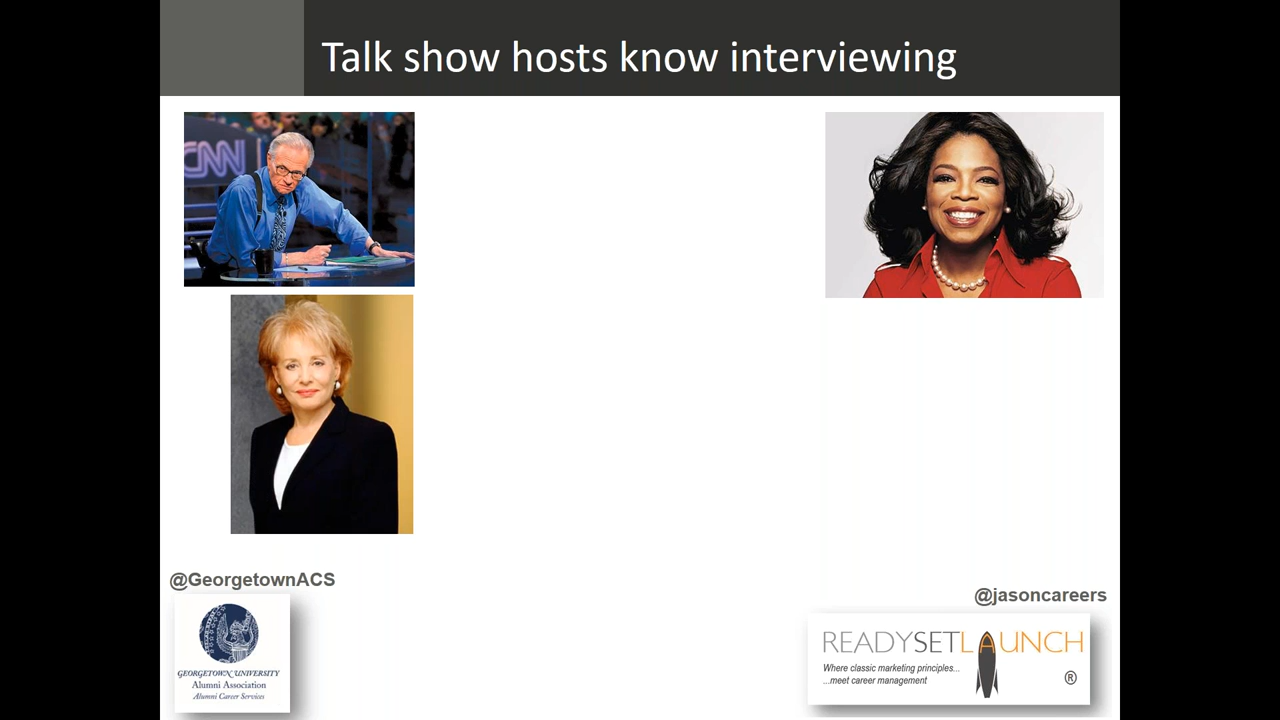 Talk show hosts know interviewing
CNN
@GeorgetownACS
GEORGETOWN UNIVERSITY
Alumni Association
Alumni Career Services
@jasoncareers
READYSETLAUNCH
Where classic marketing principles...
...meet career management
®